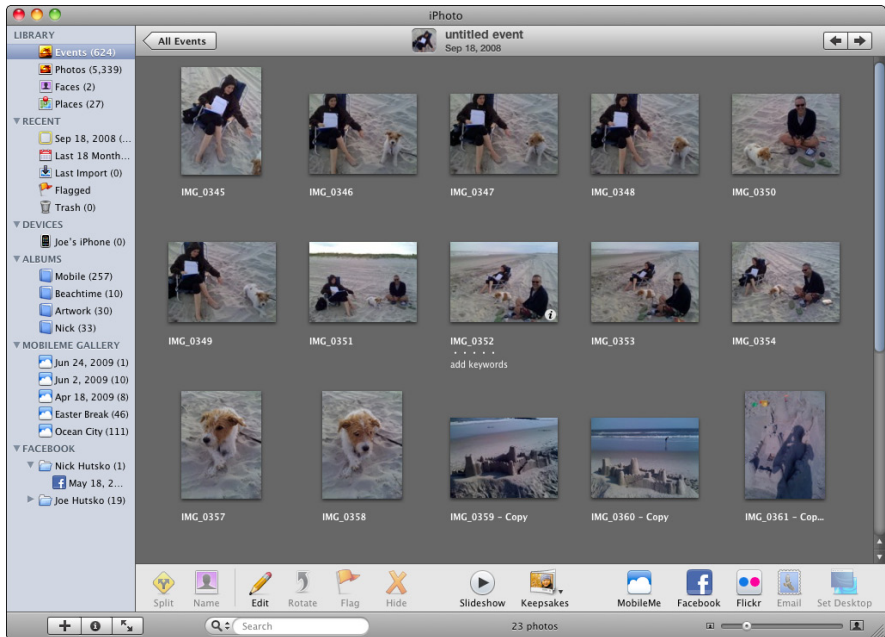 iPhoto
LIBRARY
Events (624)
Photos (5,339)
Faces (2)
Places (27)
RECENT
Sep 18, 2008 (...
Last 18 Month...
Last Import (0)
Flagged
Trash (0)
DEVICES
Joe's iPhone (0)
ALBUMS
Mobile (257)
Beachtime (10)
Artwork (30)
Nick (33)
MOBILEME GALLERY
Jun 24, 2009 (1)
Jun 2, 2009 (10)
Apr 18, 2009 (8)
Easter Break (46)
Ocean City (111)
FACEBOOK
Nick Hutsko (1)
May 18, 2...
Joe Hutsko (19)
All Events
untitled event
Sep 18, 2008
IMG_0345
IMG_0346
IMG_0347
IMG_0348
IMG_0350
IMG_0349
IMG_0351
IMG_0352
IMG_0353
IMG_0354
add keywords
IMG_0357
IMG_0358
IMG_0359 - Copy
IMG_0360 - Copy
IMG_0361 - Cop...
Split
Name
Edit
Rotate
Flag
Hide
Slideshow
Keepsakes
MobileMe
Facebook
Flickr
Email
Set Desktop
Search
23 photos